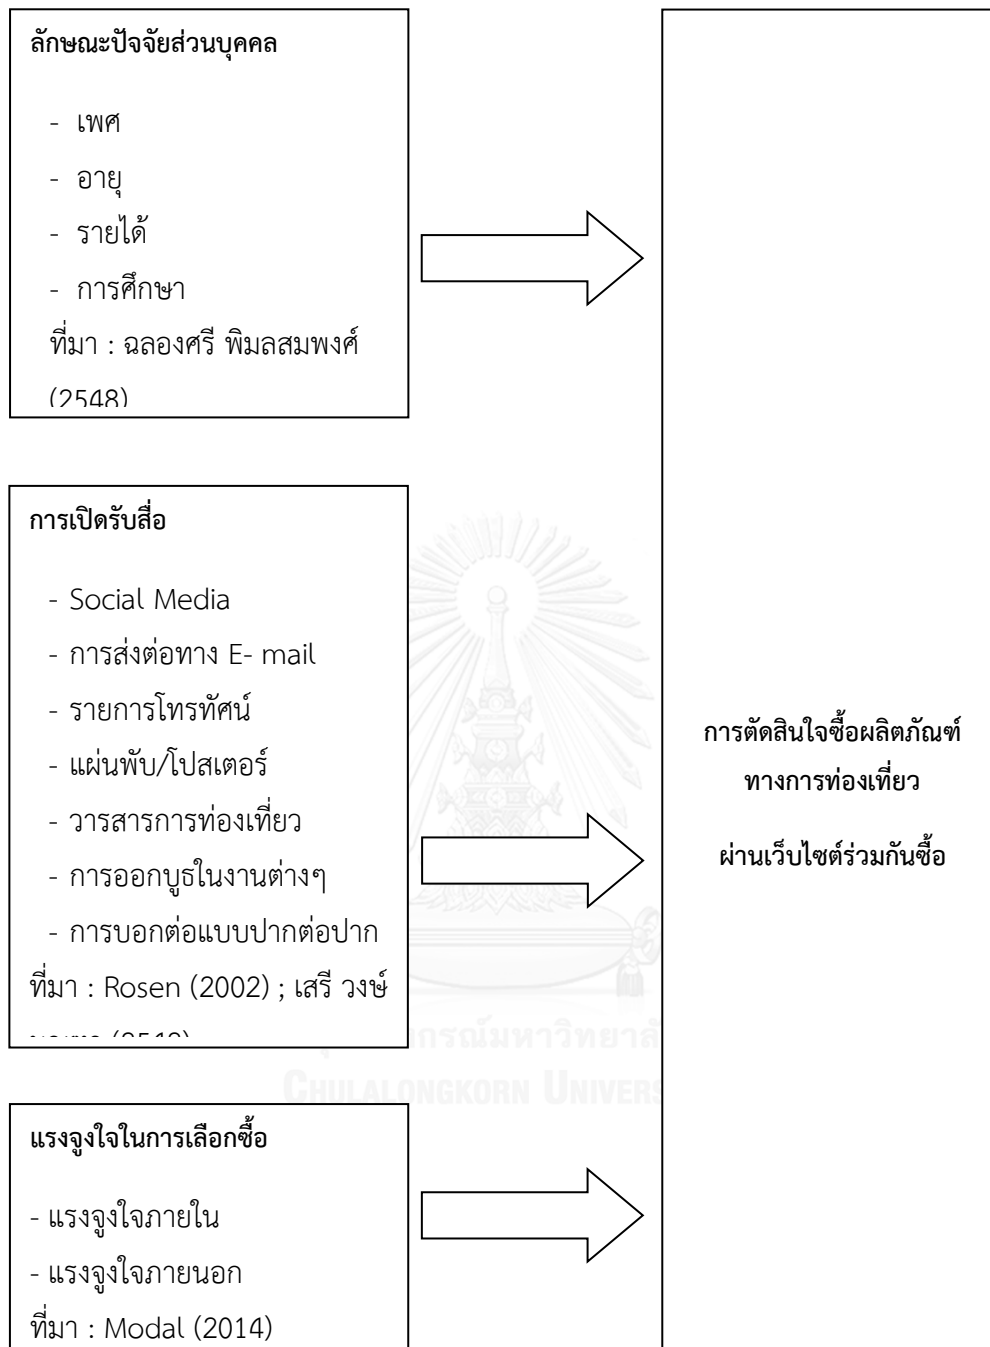 ลักษณะปัจจัยส่วนบุคคล
- เพศ
- อายุ
- รายได้
- การศึกษา
ที่มา : ฉลองศรี พิมลสมพงศ์
(2548)
การเปิดรับสื่อ
- Social Media
- การส่งต่อทาง E- mail
- รายการโทรทัศน์
- แผ่นพับ/โปสเตอร์
- วารสารการท่องเที่ยว
- การออกบูธในงานต่างๆ
- การบอกต่อแบบปากต่อปาก
ที่มา : Rosen (2002) ; เสรี วงษ์
แรงจูงใจในการเลือกซื้อ
- แรงจูงใจภายใน
- แรงจูงใจภายนอก
ที่มา : Modal (2014)
การตัดสินใจซื้อผลิตภัณฑ์
ทางการท่องเที่ยว
ผ่านเว็บไซต์ร่วมกันซื้อ
กรณ์มหาวิทยาลั
CHULALONGKORN UNIVERS